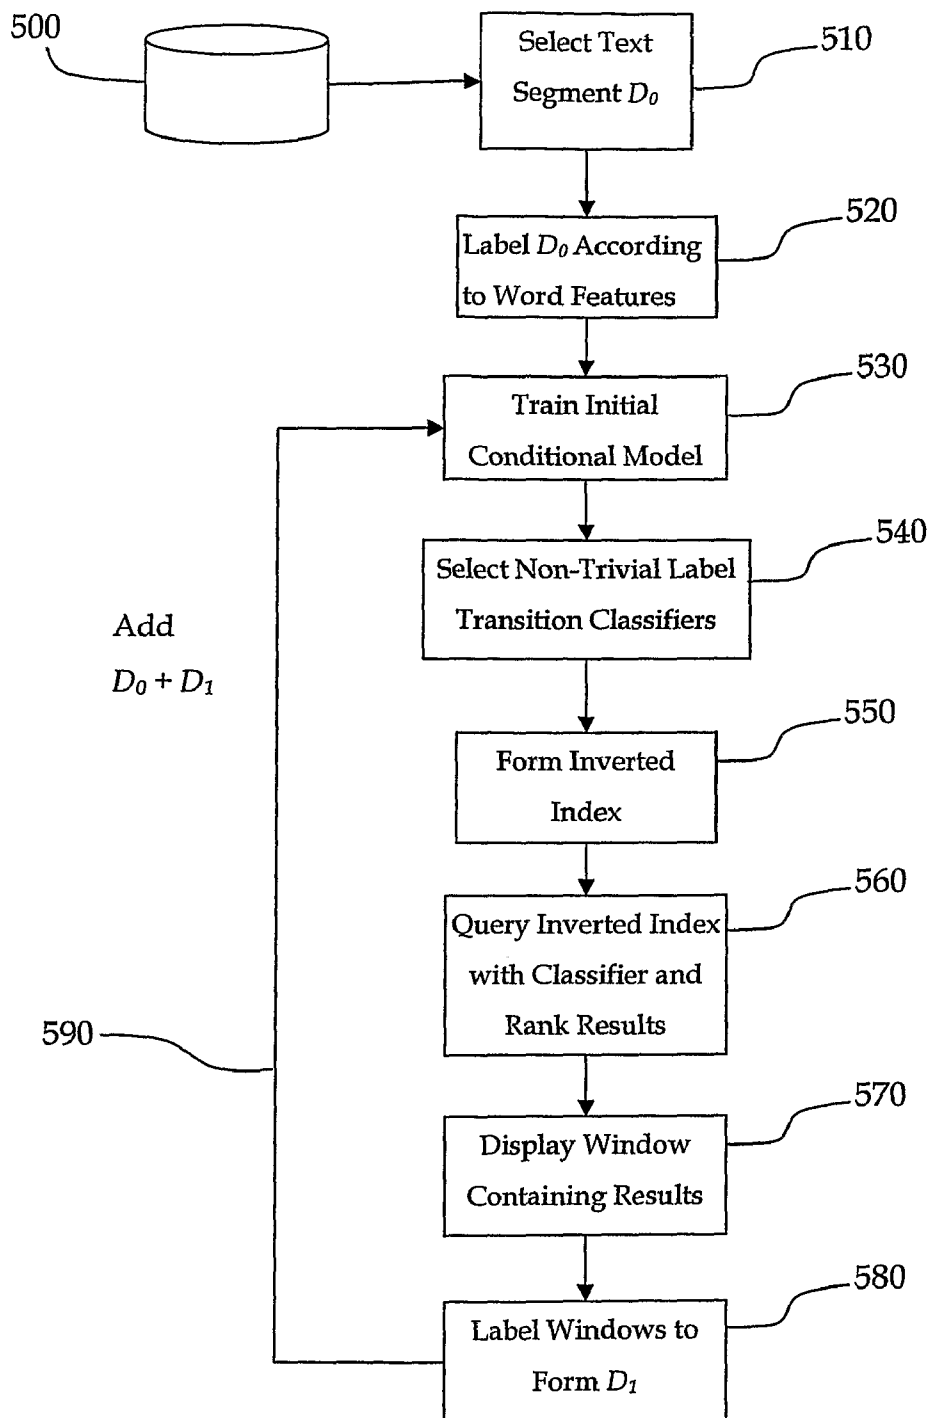 500
Select Text
Segment D₀
510
Label D₀ According
to Word Features
520
Train Initial
Conditional Model
530
Select Non-Trivial Label
Transition Classifiers
540
Add
D₀ + D₁
Form Inverted
Index
550
Query Inverted Index
with Classifier and
Rank Results
560
590
Display Window
Containing Results
570
Label Windows to
Form D₁
580